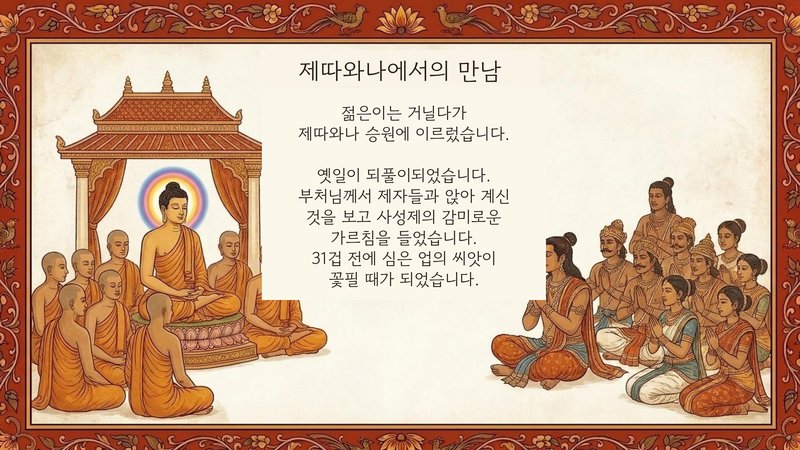 제따와나에서의 만남
젊은이는 거닐다가
제따와나 승원에 이르렀습니다.
옛일이 되풀이되었습니다.
부처님께서 제자들과 앉아 계신
것을 보고 사성제의 감미로운
가르침을 들었습니다.
31겁 전에 심은 업의 씨앗이
꽃필 때가 되었습니다.